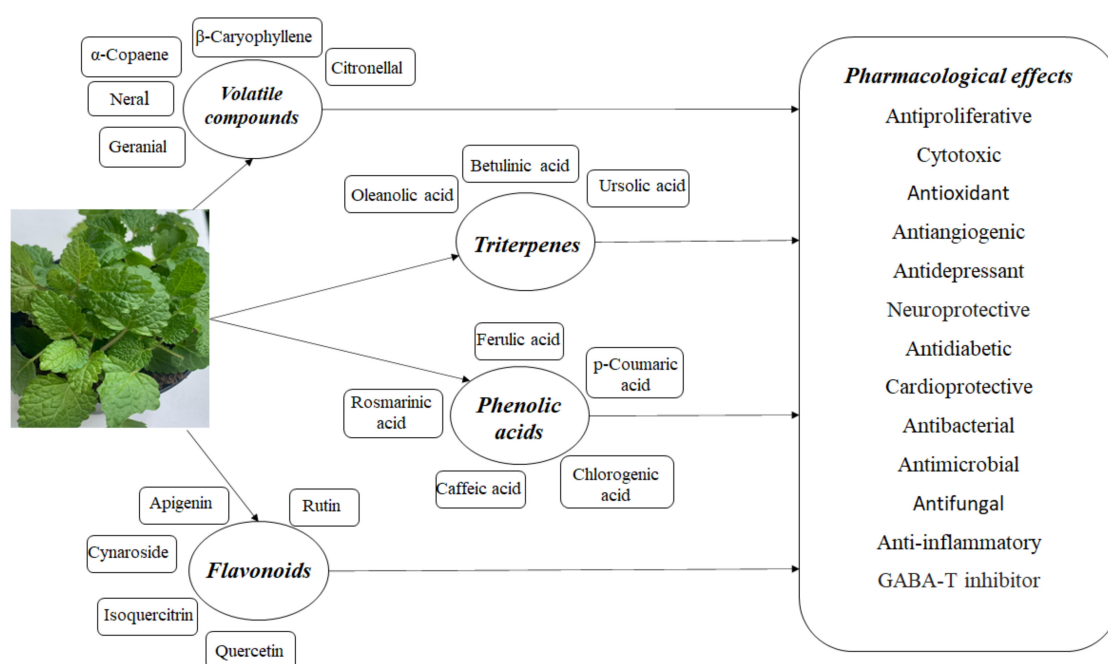 β-Caryophyllene
α-Copaene
Citronellal
Neral
Geranial
Volatile
compounds
Betulinic acid
Oleanolic acid
Ursolic acid
Triterpenes
Ferulic acid
p-Coumaric
acid
Rosmarinic
acid
Phenolic
acids
Caffeic acid
Chlorogenic
acid
Apigenin
Rutin
Cynaroside
Flavonoids
Isoquercitrin
Quercetin
Pharmacological effects
Antiproliferative
Cytotoxic
Antioxidant
Antiangiogenic
Antidepressant
Neuroprotective
Antidiabetic
Cardioprotective
Antibacterial
Antimicrobial
Antifungal
Anti-inflammatory
GABA-T inhibitor